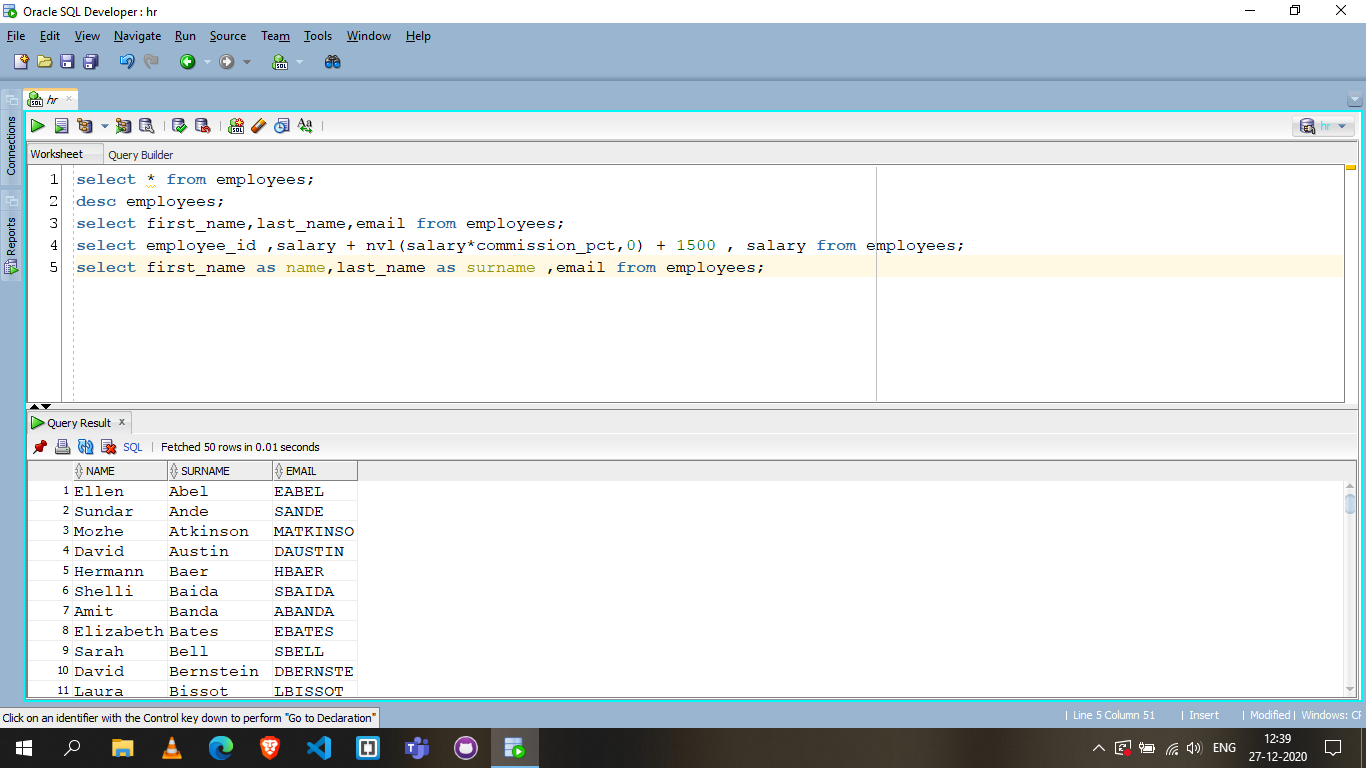 Oracle SQL Developer : hr
File Edit View Navigate Run Source Team Tools Window Help
hr
Connections
Reports
hr
Worksheet Query Builder
1 select * from employees;
2 desc employees;
3 select first_name,last_name,email from employees;
4 select employee_id ,salary + nvl(salary*commission_pct,0) + 1500 , salary from employees;
5 select first_name as name,last_name as surname ,email from employees;
Query Result x
SQL | Fetched 50 rows in 0.01 seconds
NAME SURNAME EMAIL
1 Ellen Abel EABEL
2 Sundar Ande SANDE
3 Mozhe Atkinson MATKINSO
4 David Austin DAUSTIN
5 Hermann Baer HBAER
6 Shelli Baida SBAIDA
7 Amit Banda ABANDA
8 Elizabeth Bates EBATES
9 Sarah Bell SBELL
10 David Bernstein DBERNSTE
11 Laura Bissot LBISSOT
Click on an identifier with the Control key down to perform "Go to Declaration"
| Line 5 Column 51 | Insert | Modified | Windows: CF
ENG 12:39
27-12-2020